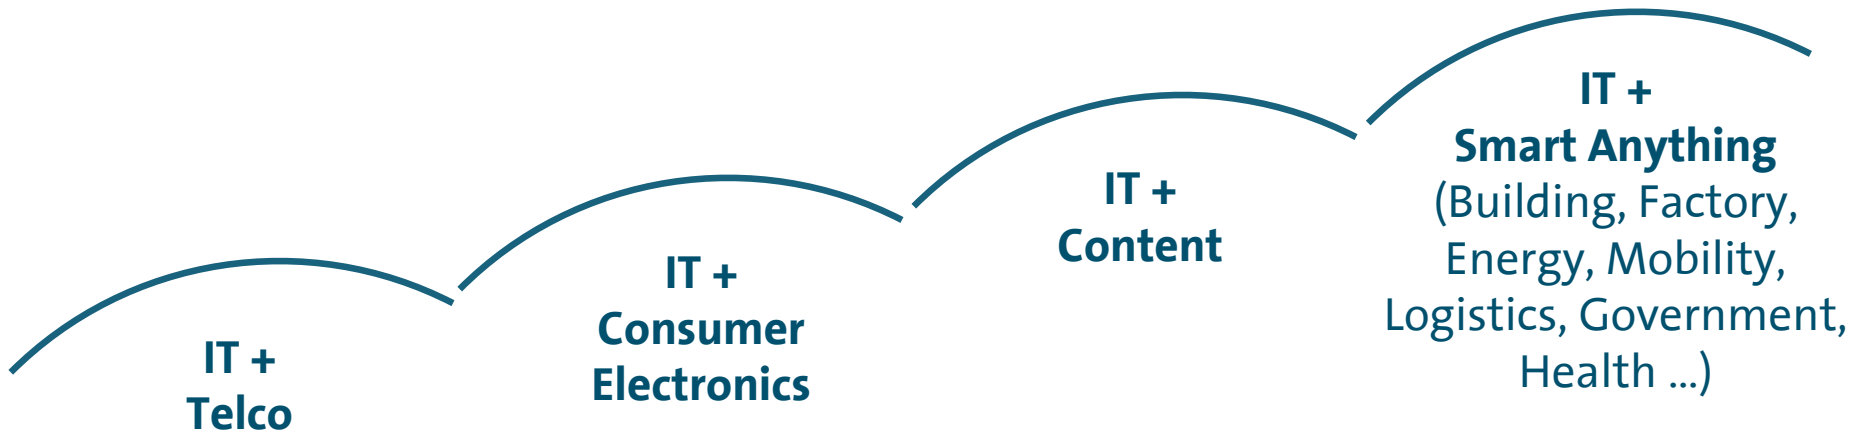 IT +
Telco
IT +
Consumer
Electronics
IT +
Content
IT +
Smart Anything
(Building, Factory,
Energy, Mobility,
Logistics, Government,
Health ...)